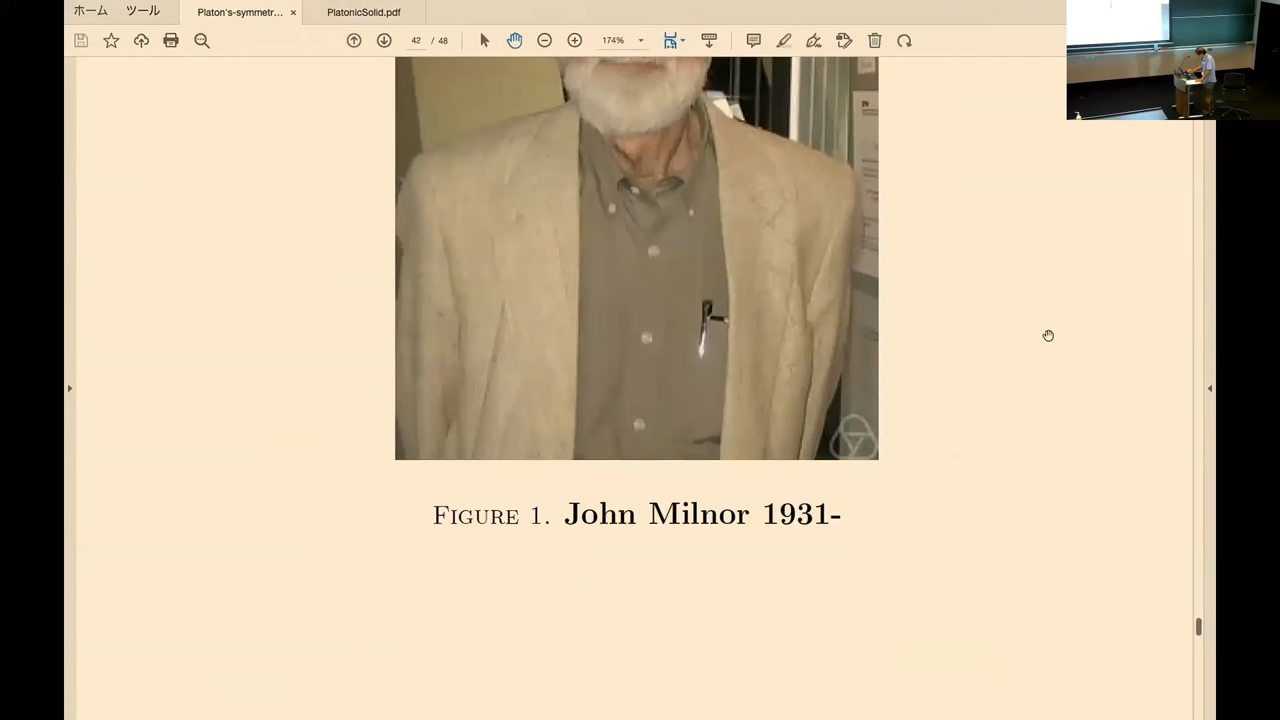 ホーム ツール Platon's-symmetr... × PlatonicSolid.pdf
42 / 48 174%
FIGURE 1. John Milnor 1931-